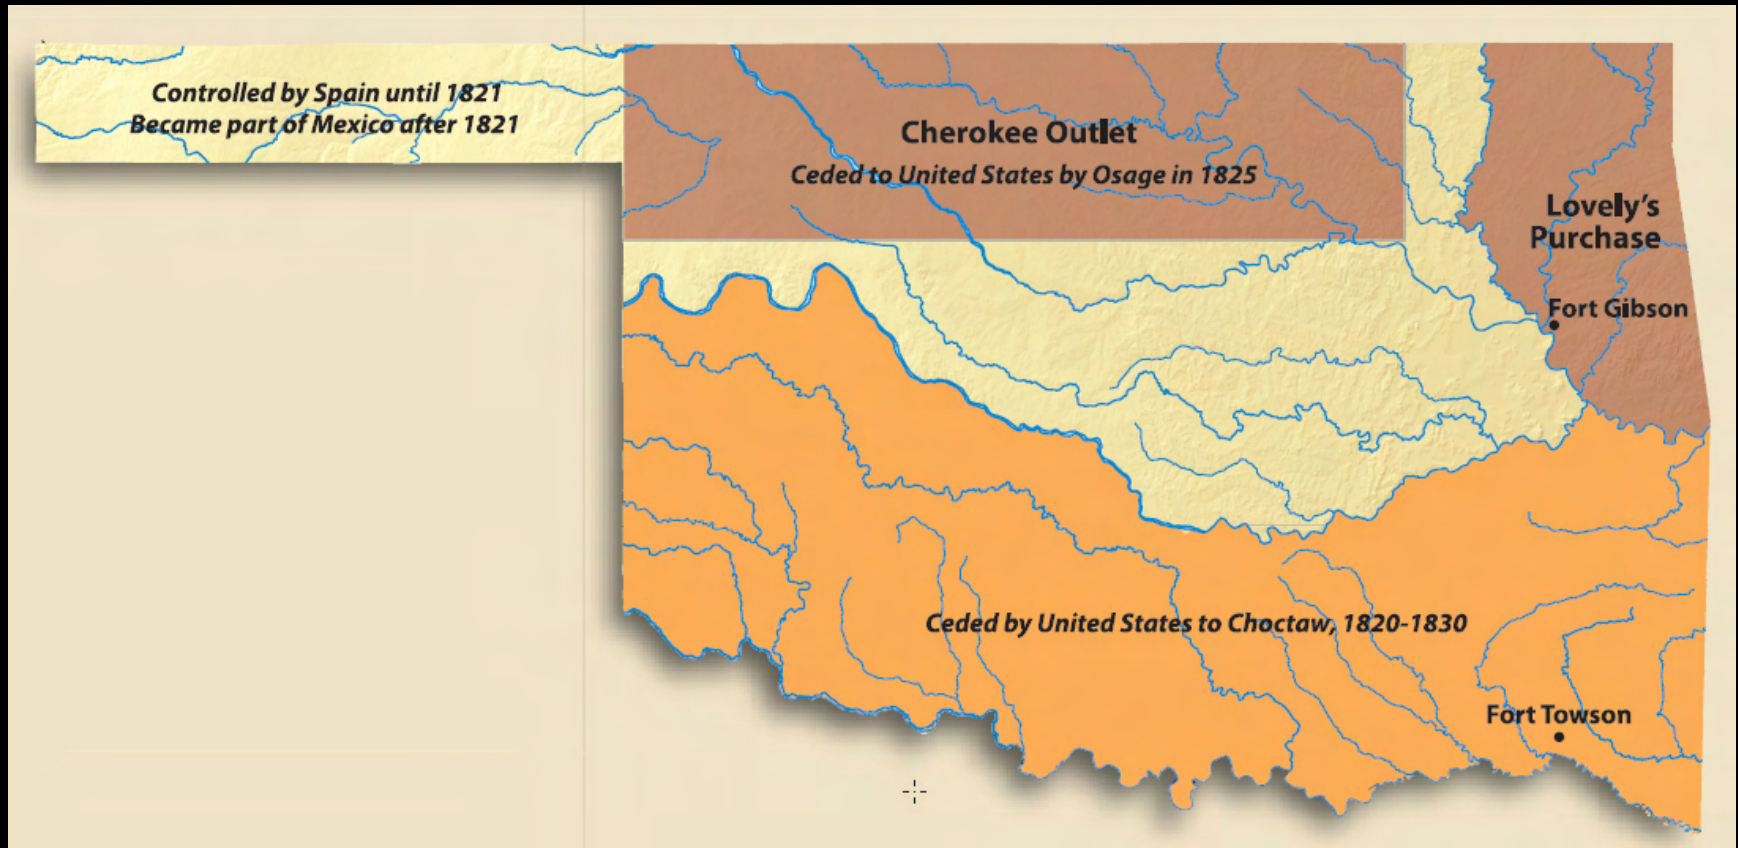 Controlled by Spain until 1821
Became part of Mexico after 1821
Cherokee Outlet
Ceded to United States by Osage in 1825
Lovely's
Purchase
Fort Gibson
Ceded by United States to Choctaw, 1820-1830
Fort Towson